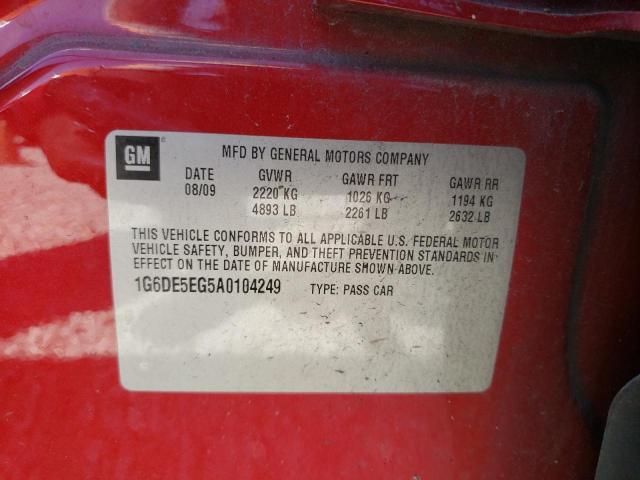 GM
MFD BY GENERAL MOTORS COMPANY
DATE GVWR GAWR FRT GAWR RR
08/09 2220 KG 1026 KG 1194 KG
4893 LB 2261 LB 2632 LB
THIS VEHICLE CONFORMS TO ALL APPLICABLE U.S. FEDERAL MOTOR
VEHICLE SAFETY, BUMPER, AND THEFT PREVENTION STANDARDS IN
EFFECT ON THE DATE OF MANUFACTURE SHOWN ABOVE.
1G6DE5EG5A0104249 TYPE: PASS CAR